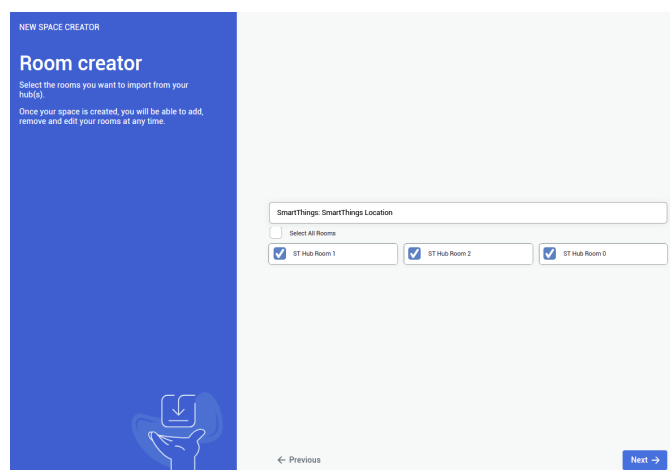 NEW SPACE CREATOR
Room creator
Select the rooms you want to import from your
hub(s).
Once your space is created, you will be able to add,
remove and edit your rooms at any time.
SmartThings: SmartThings Location
Select All Rooms
ST Hub Room 1
ST Hub Room 2
ST Hub Room 0
← Previous
Next →